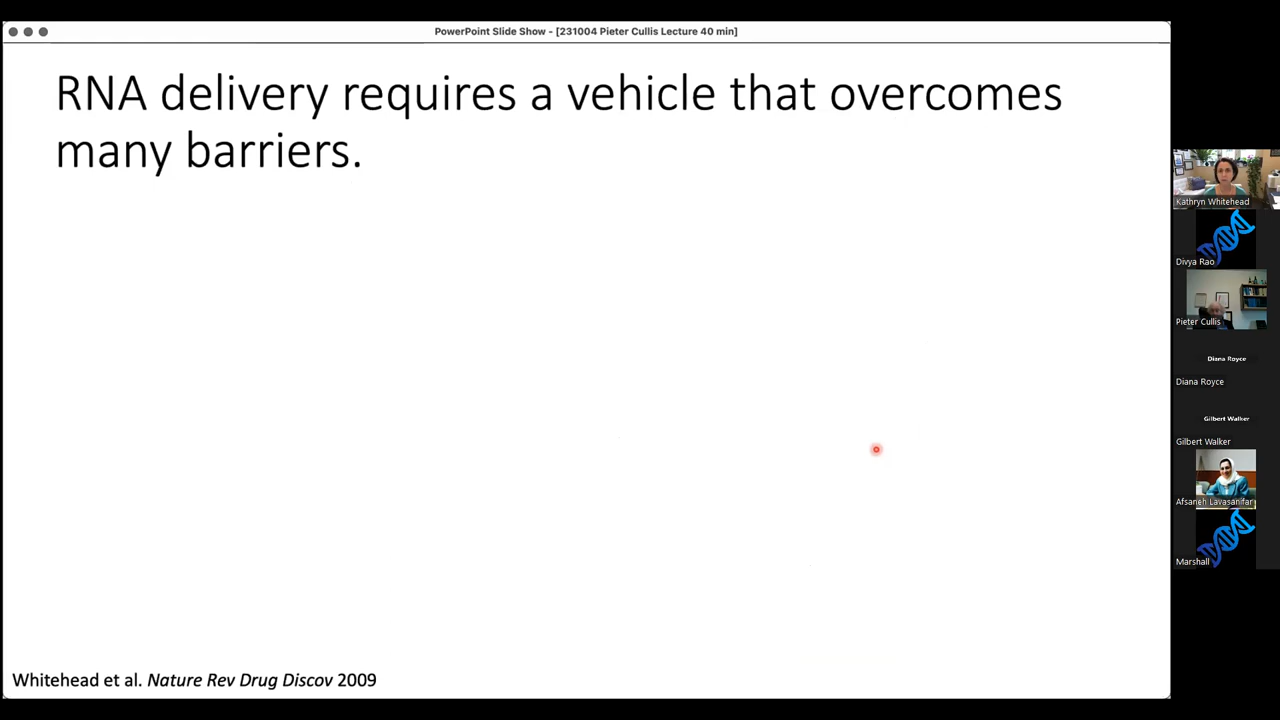 PowerPoint Slide Show - [231004 Pieter Cullis Lecture 40 min]
RNA delivery requires a vehicle that overcomes
many barriers.
Whitehead et al. Nature Rev Drug Discov 2009
Kathryn Whitehead
Divya Rao
Pieter Cullis
Diana Royce
Diana Royce
Gilbert Walker
Gilbert Walker
Afsaneh Lavasanifar
Marshall